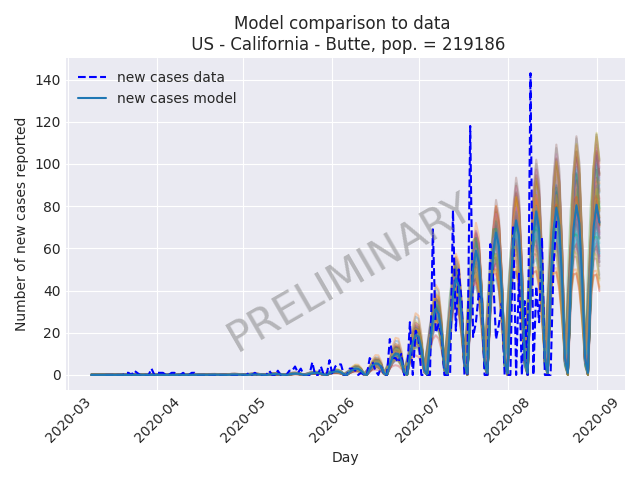 Model comparison to data
US - California - Butte, pop. = 219186
new cases data
new cases model
Number of new cases reported
140
120
100
80
60
40
20
0
PRELIMINARY
2020-03
2020-04
2020-05
2020-06
2020-07
2020-08
2020-09
Day